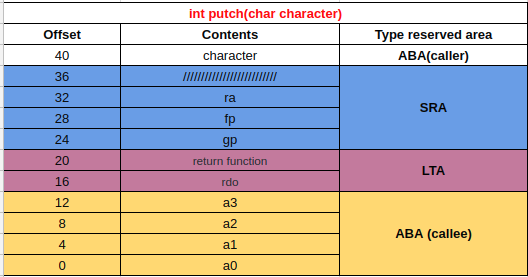 int putch(char character)
Offset Contents Type reserved area
40 character ABA(caller)
36 //////////////////////////
32 ra
SRA
28 fp
24 gp
20 return function
LTA
16 rdo
12 a3
8 a2
ABA (callee)
4 a1
0 a0